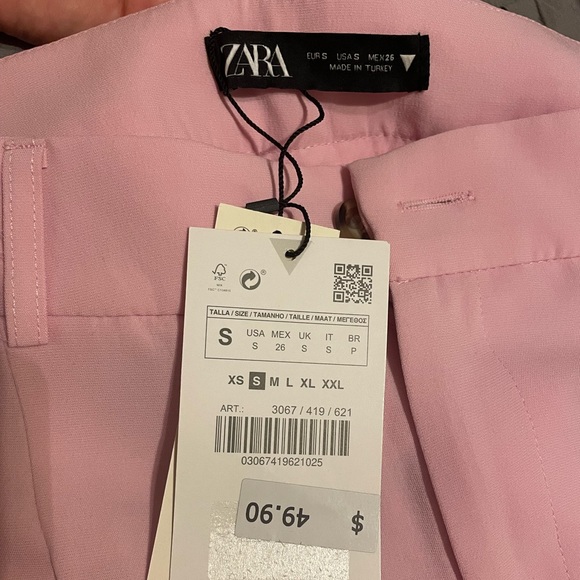 ZARA
EUR S USA S MEX 26
MADE IN TURKEY
FSC
TALLA / SIZE / TAMANHO / TAILLE / MAAT / ΜΕΓΕΘΟΣ
S
USA MEX UK IT BR
S 26 S S P
XS S M L XL XXL
ART.: 3067 / 419 / 621
03067419621025
$ 49.90